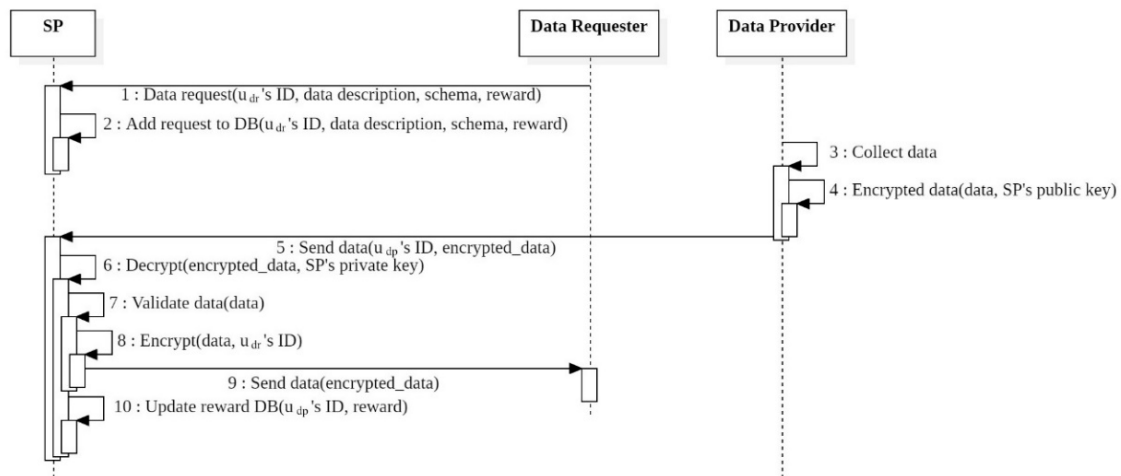 SP
Data Requester
Data Provider
1 : Data request(u dr's ID, data description, schema, reward)
2 : Add request to DB(u dr's ID, data description, schema, reward)
3 : Collect data
4 : Encrypted data(data, SP's public key)
5 : Send data(u dp's ID, encrypted_data)
6 : Decrypt(encrypted_data, SP's private key)
7 : Validate data(data)
8 : Encrypt(data, u dr's ID)
9 : Send data(encrypted_data)
10 : Update reward DB(u dp's ID, reward)